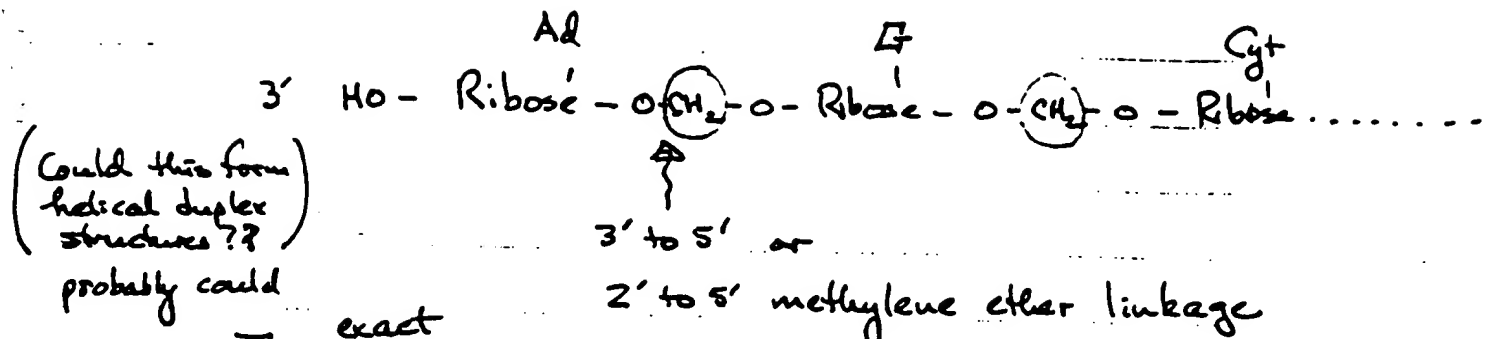 Ad G Cyt
3' HO - Ribose - O - CH2 - O - Ribose - O - CH2 - O - Ribose ........
(Could this form
helical duplex
structures??)
probably could
3' to 5' or
2' to 5' methylene ether linkage
— exact